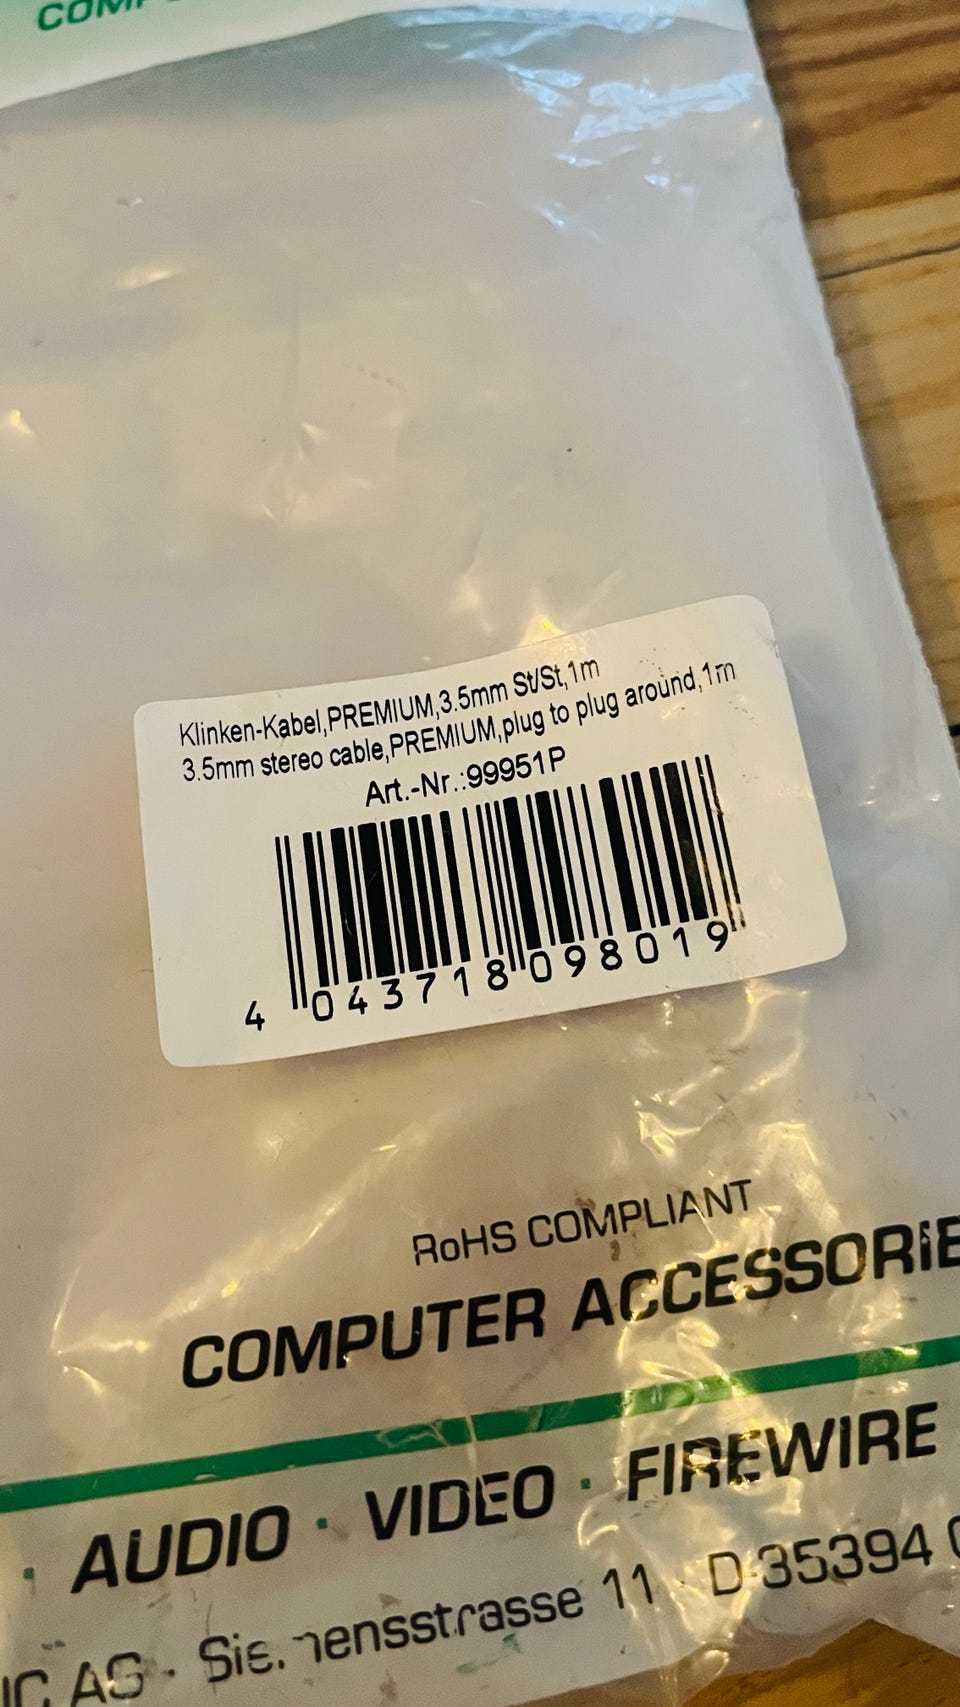 Klinken-Kabel,PREMIUM,3.5mm St/St,1m
3.5mm stereo cable,PREMIUM,plug to plug around,1m
Art.-Nr.:99951P
4 043718 098019
RoHS COMPLIANT
COMPUTER ACCESSORIE
· AUDIO · VIDEO · FIREWIRE
AG · Siemensstrasse 11 · D-35394